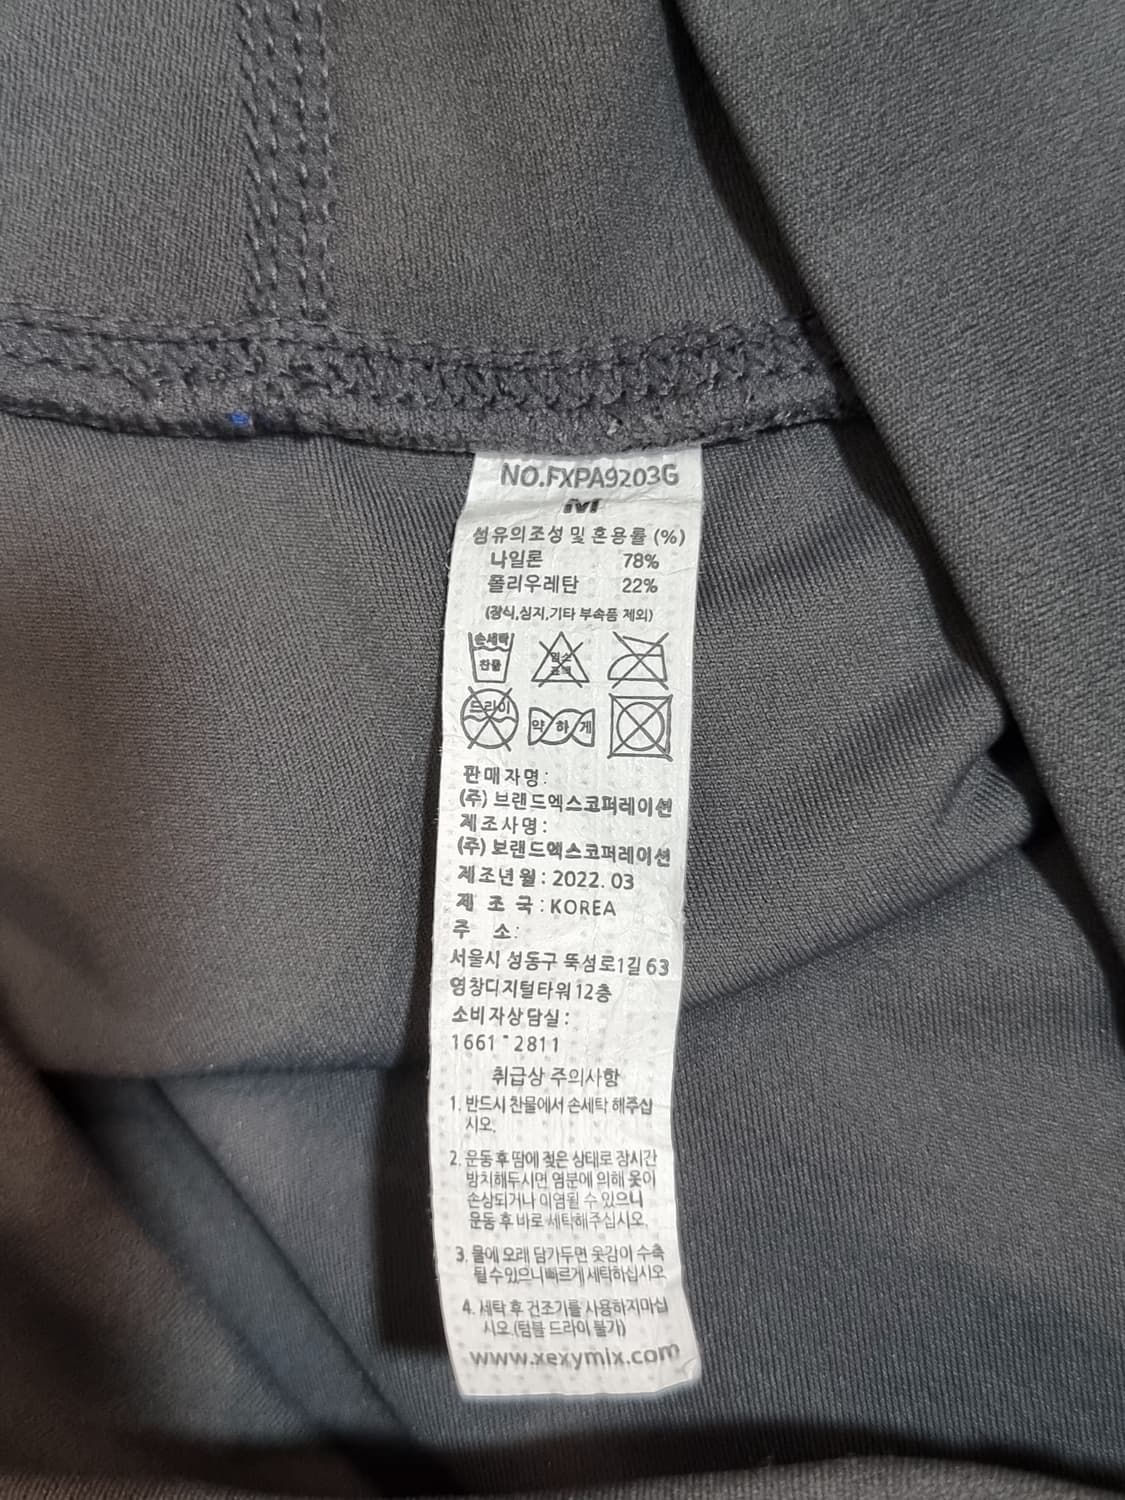 NO.FXPA9203G
M
섬유의조성 및 혼용률 (%)
나일론 78%
폴리우레탄 22%
(장식,심지,기타 부속품 제외)
손세탁
찬물
염소
표백
드라이
약하게
판매자명:
(주) 브랜드엑스코퍼레이션
제조사명:
(주) 브랜드엑스코퍼레이션
제조년월: 2022. 03
제 조 국: KOREA
주 소:
서울시 성동구 뚝섬로1길 63
영창디지털타워 12층
소비자상담실:
1661-2811
취급상 주의사항
1. 반드시 찬물에서 손세탁 해주십
시오.
2. 운동 후 땀에 젖은 상태로 장시간
방치해두시면 염분에 의해 옷이
손상되거나 이염될 수 있으니
운동 후 바로 세탁해주십시오.
3. 물에 오래 담가두면 옷감이 수축
될 수 있으니 빠르게 세탁하십시오
4. 세탁 후 건조기를 사용하지마십
시오.(텀블 드라이 불가)
www.xexymix.com